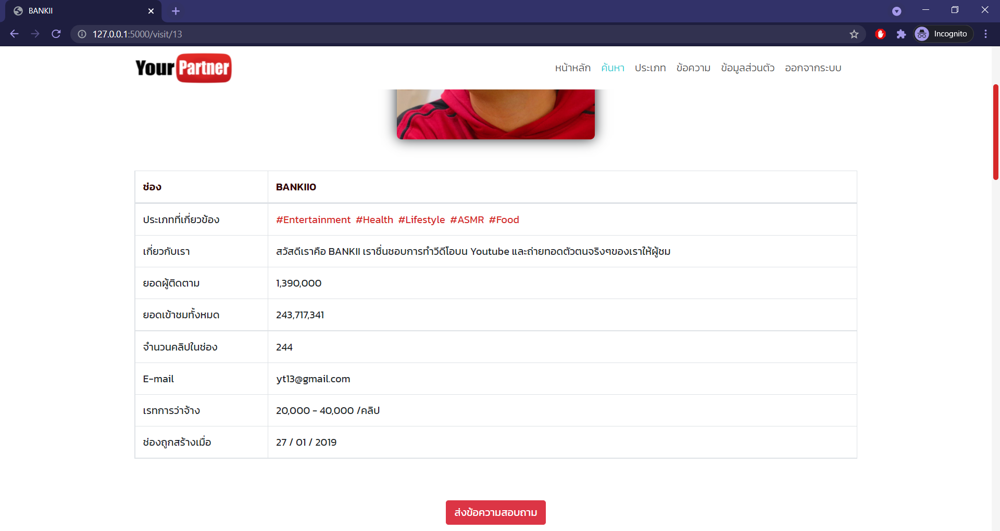 BANKII
127.0.0.1:5000/visit/13
Incognito
Your Partner
หน้าหลัก ค้นหา ประเภท ข้อความ ข้อมูลส่วนตัว ออกจากระบบ
ช่อง BANKII0
ประเภทที่เกี่ยวข้อง #Entertainment #Health #Lifestyle #ASMR #Food
เกี่ยวกับเรา สวัสดีเราคือ BANKII เราชื่นชอบการทำวีดีโอบน Youtube และถ่ายทอดตัวตนจริงๆของเราให้ผู้ชม
ยอดผู้ติดตาม 1,390,000
ยอดเข้าชมทั้งหมด 243,717,341
จำนวนคลิปในช่อง 244
E-mail yt13@gmail.com
เรทการว่าจ้าง 20,000 - 40,000 /คลิป
ช่องถูกสร้างเมื่อ 27 / 01 / 2019
ส่งข้อความสอบถาม